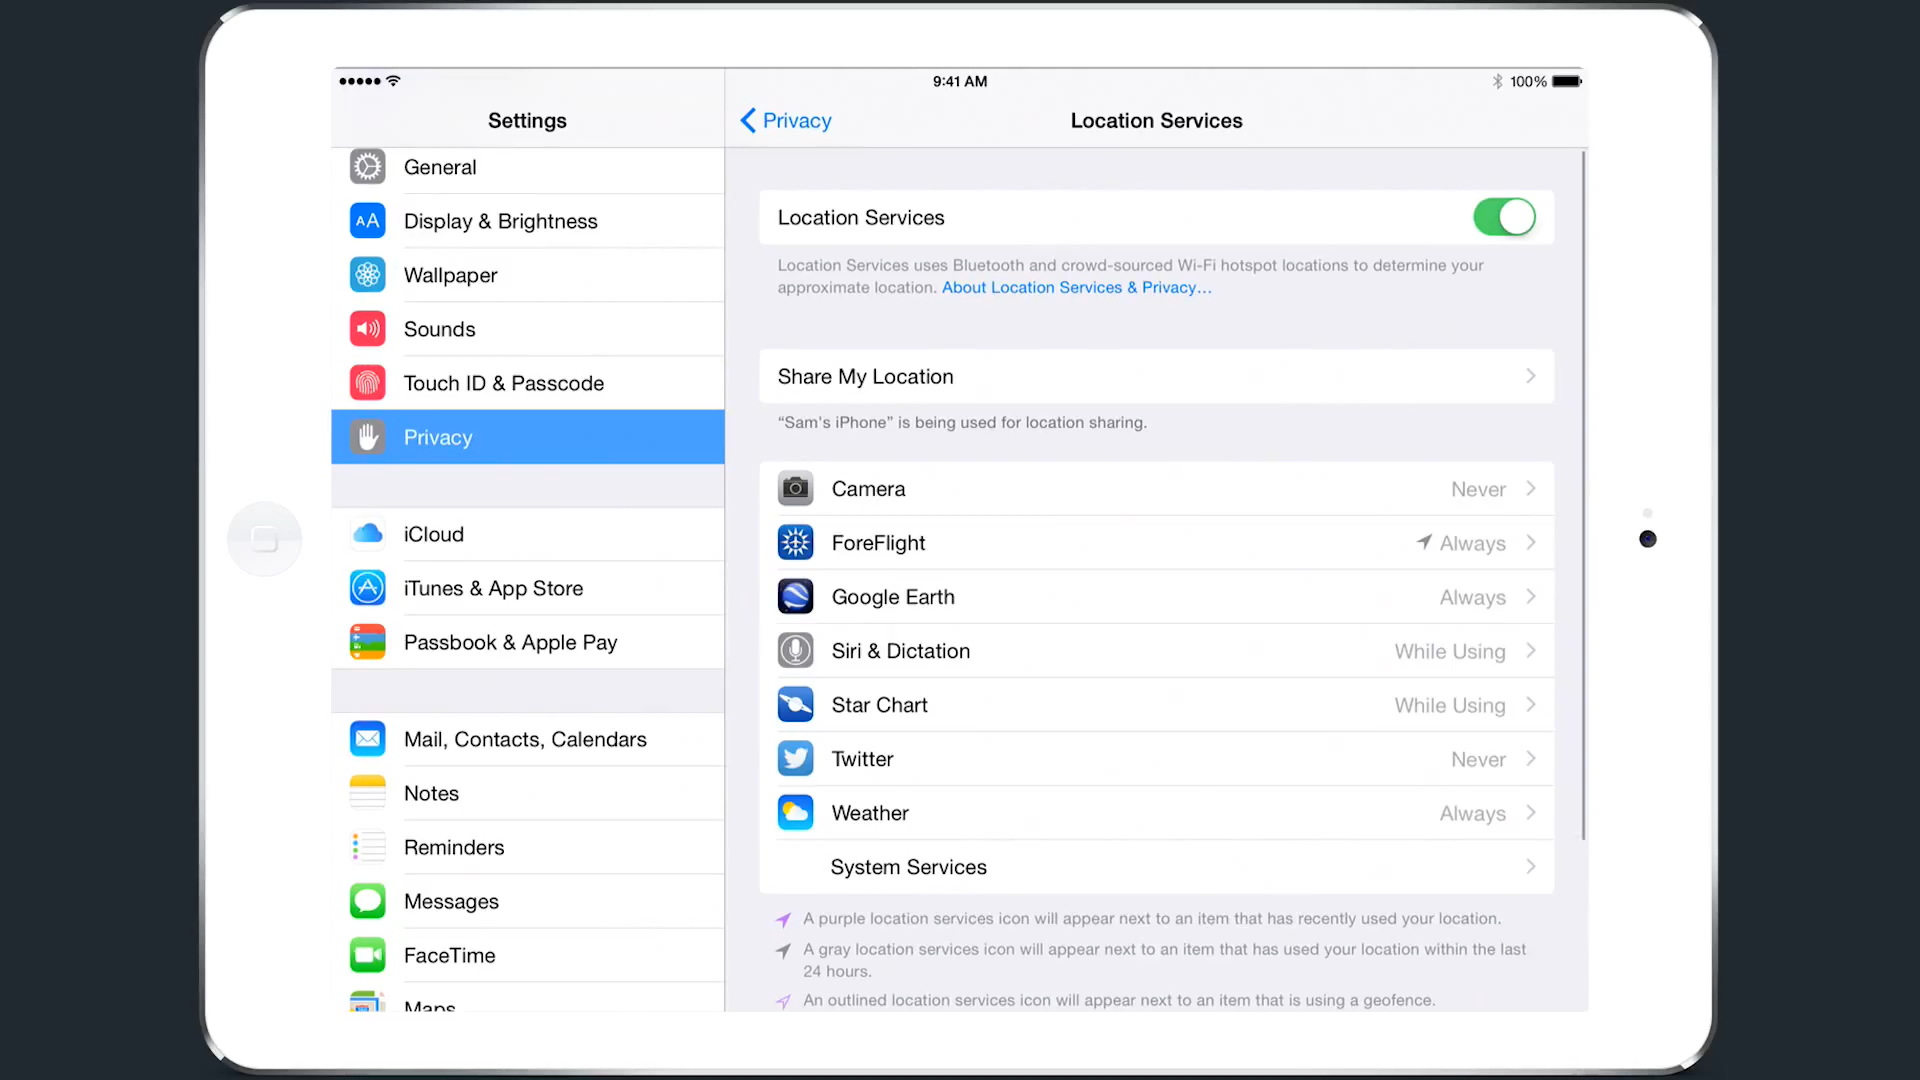 9:41 AM
100%
Settings
Privacy
Location Services
General
AA
Display & Brightness
Wallpaper
Sounds
Touch ID & Passcode
Privacy
iCloud
iTunes & App Store
Passbook & Apple Pay
Mail, Contacts, Calendars
Notes
Reminders
Messages
FaceTime
Maps
Location Services
Location Services uses Bluetooth and crowd-sourced Wi-Fi hotspot locations to determine your
approximate location. About Location Services & Privacy...
Share My Location
“Sam's iPhone” is being used for location sharing.
Camera Never
ForeFlight Always
Google Earth Always
Siri & Dictation While Using
Star Chart While Using
Twitter Never
Weather Always
System Services
A purple location services icon will appear next to an item that has recently used your location.
A gray location services icon will appear next to an item that has used your location within the last
24 hours.
An outlined location services icon will appear next to an item that is using a geofence.